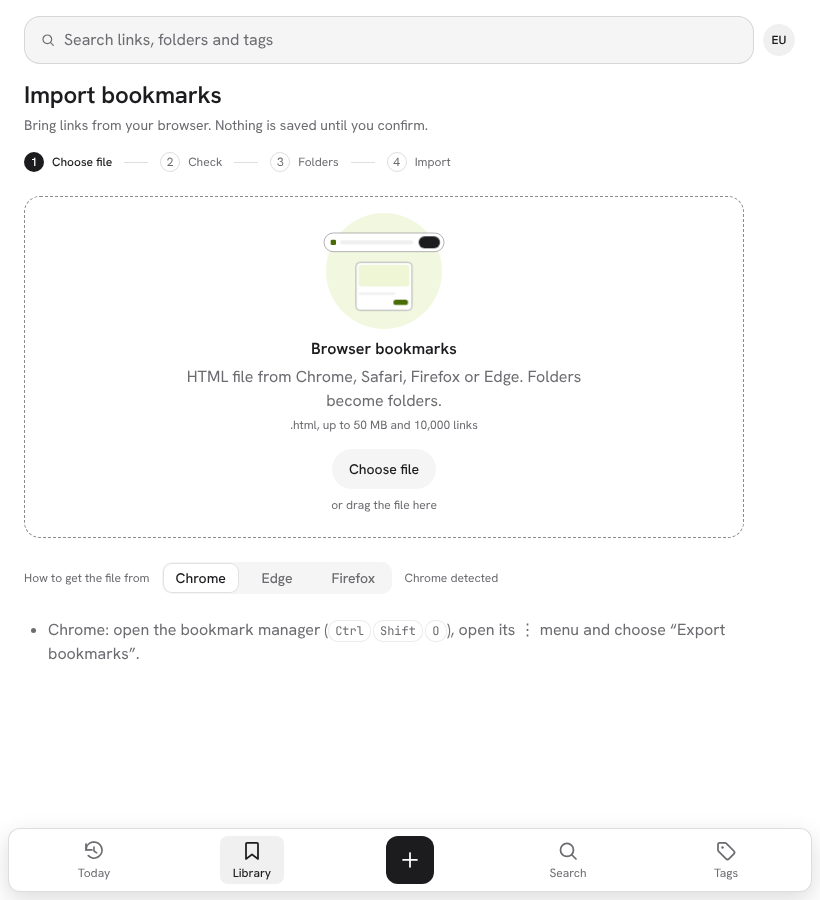 Search links, folders and tags
EU
Import bookmarks
Bring links from your browser. Nothing is saved until you confirm.
1 Choose file 2 Check 3 Folders 4 Import
Browser bookmarks
HTML file from Chrome, Safari, Firefox or Edge. Folders
become folders.
.html, up to 50 MB and 10,000 links
Choose file
or drag the file here
How to get the file from Chrome Edge Firefox Chrome detected
• Chrome: open the bookmark manager (Ctrl Shift O), open its ⋮ menu and choose “Export
bookmarks”.
Today Library Search Tags